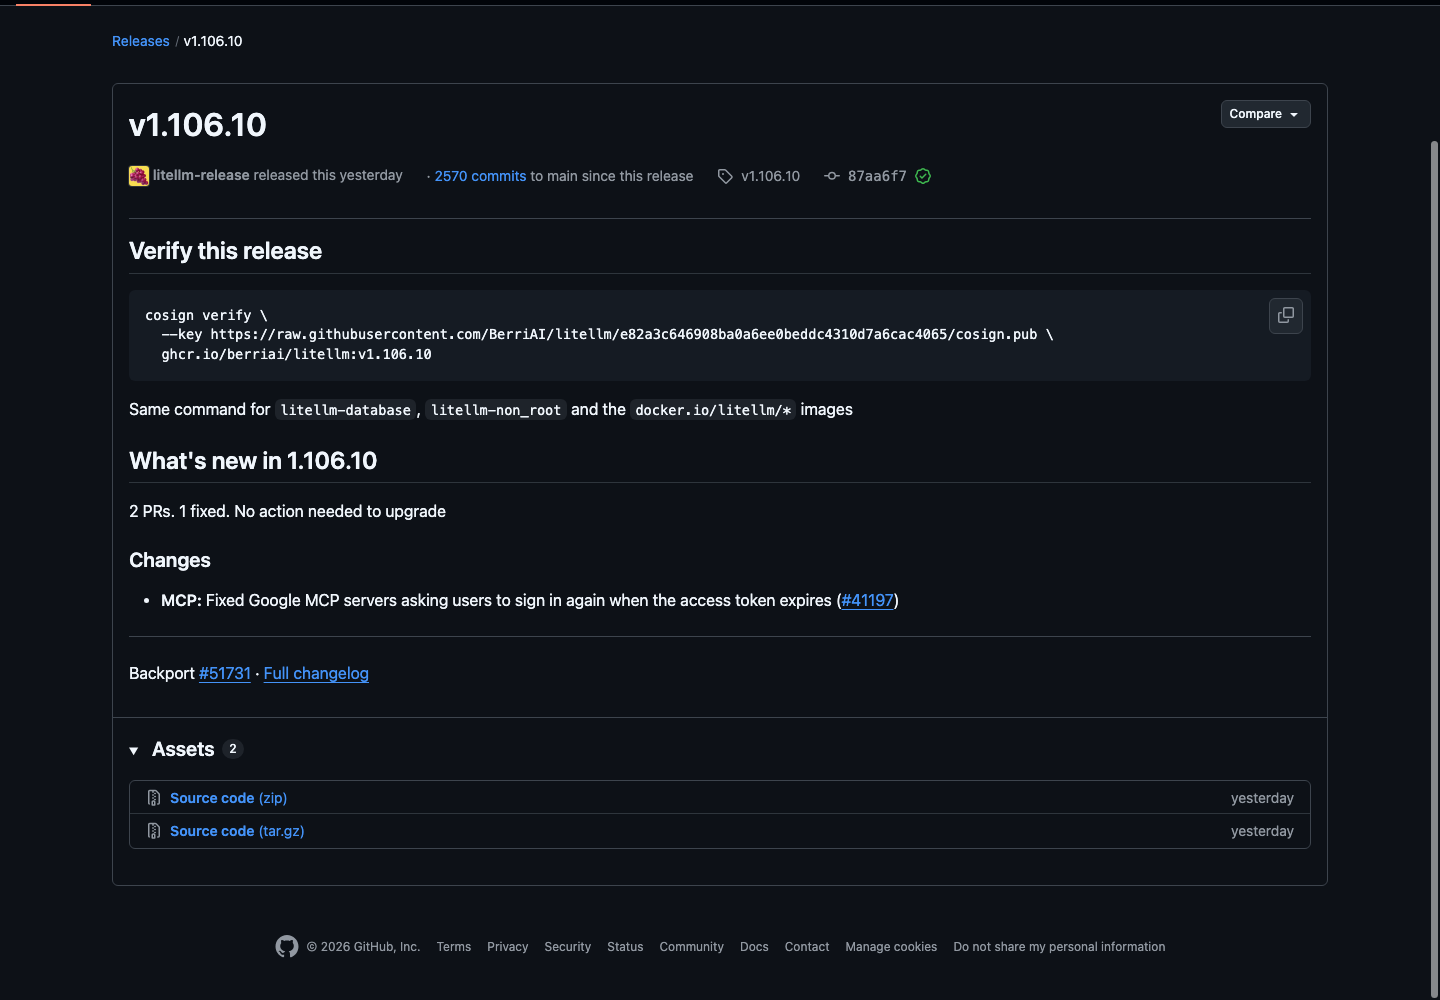 Releases / v1.106.10
v1.106.10
Compare
litellm-release released this yesterday · 2570 commits to main since this release v1.106.10 87aa6f7
Verify this release
cosign verify \
--key https://raw.githubusercontent.com/BerriAI/litellm/e82a3c646908ba0a6ee0beddc4310d7a6cac4065/cosign.pub \
ghcr.io/berriai/litellm:v1.106.10
Same command for litellm-database, litellm-non_root and the docker.io/litellm/* images
What's new in 1.106.10
2 PRs. 1 fixed. No action needed to upgrade
Changes
• MCP: Fixed Google MCP servers asking users to sign in again when the access token expires (#41197)
Backport #51731 · Full changelog
Assets 2
Source code (zip) yesterday
Source code (tar.gz) yesterday
© 2026 GitHub, Inc. Terms Privacy Security Status Community Docs Contact Manage cookies Do not share my personal information